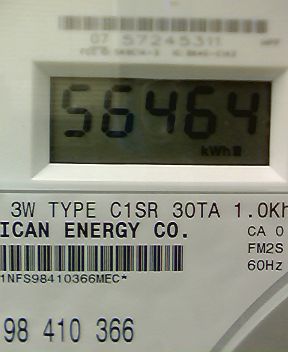 07 57245311
56464
kWh
3W TYPE C1SR 30TA 1.0Kh
ICAN ENERGY CO.
CA 0
FM2S
60Hz
1NFS98410366MEC*
98 410 366